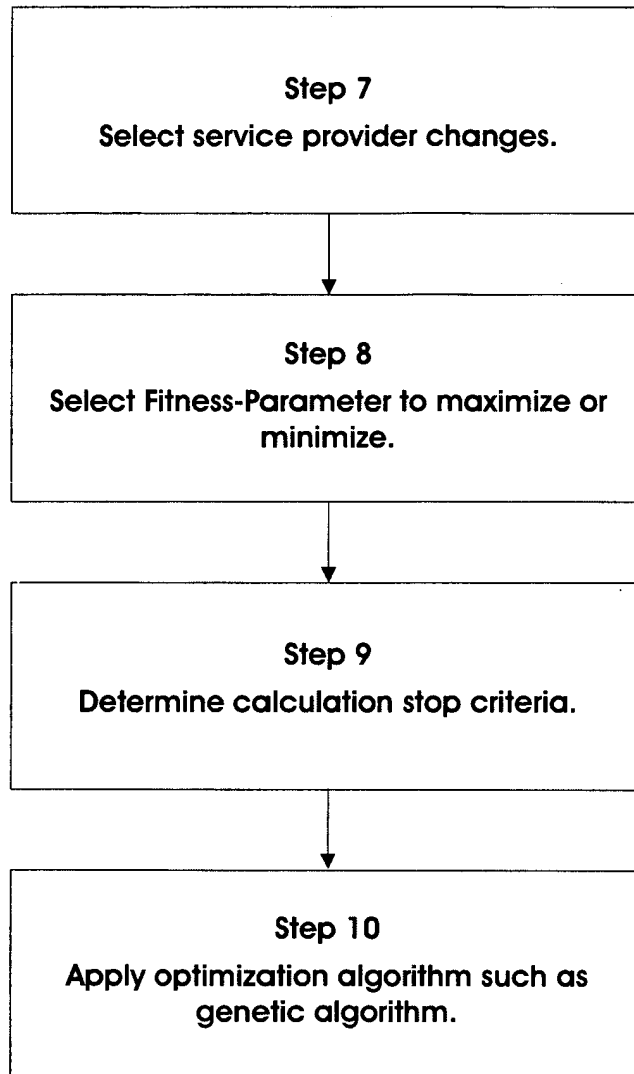 Step 7
Select service provider changes.
Step 8
Select Fitness-Parameter to maximize or
minimize.
Step 9
Determine calculation stop criteria.
Step 10
Apply optimization algorithm such as
genetic algorithm.